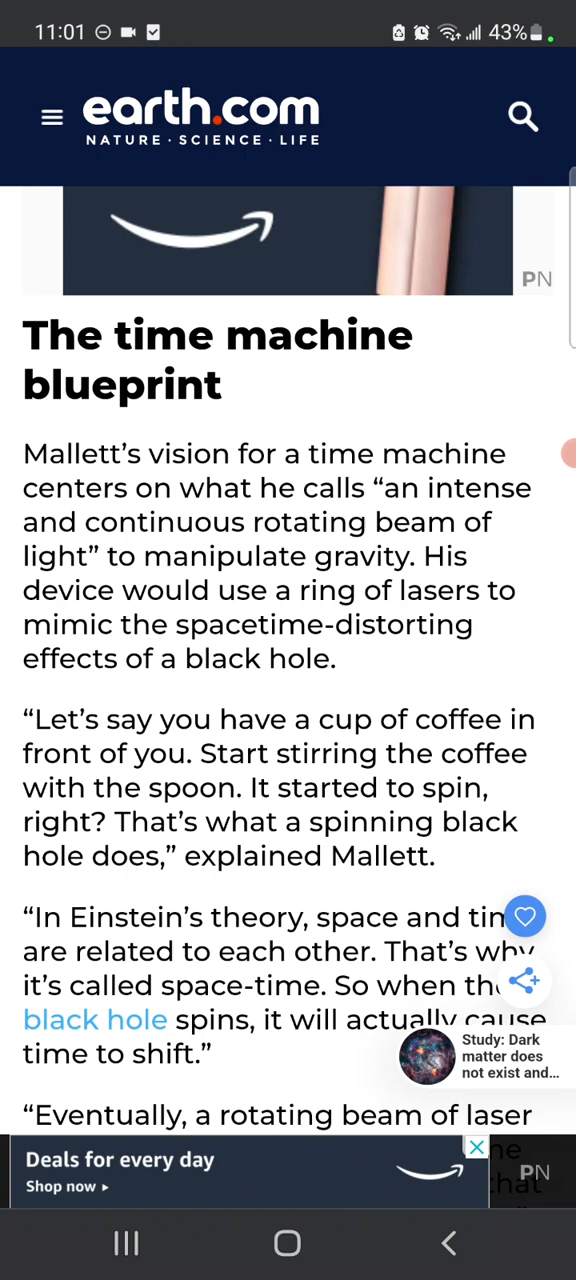 11:01 43%
earth.com
NATURE · SCIENCE · LIFE
PN
The time machine
blueprint
Mallett’s vision for a time machine
centers on what he calls “an intense
and continuous rotating beam of
light” to manipulate gravity. His
device would use a ring of lasers to
mimic the spacetime-distorting
effects of a black hole.
“Let’s say you have a cup of coffee in
front of you. Start stirring the coffee
with the spoon. It started to spin,
right? That’s what a spinning black
hole does,” explained Mallett.
“In Einstein’s theory, space and tim
are related to each other. That’s why
it’s called space-time. So when the
black hole spins, it will actually cause
time to shift.”
Study: Dark
matter does
not exist and...
“Eventually, a rotating beam of laser
Deals for every day
Shop now ▸
PN
that